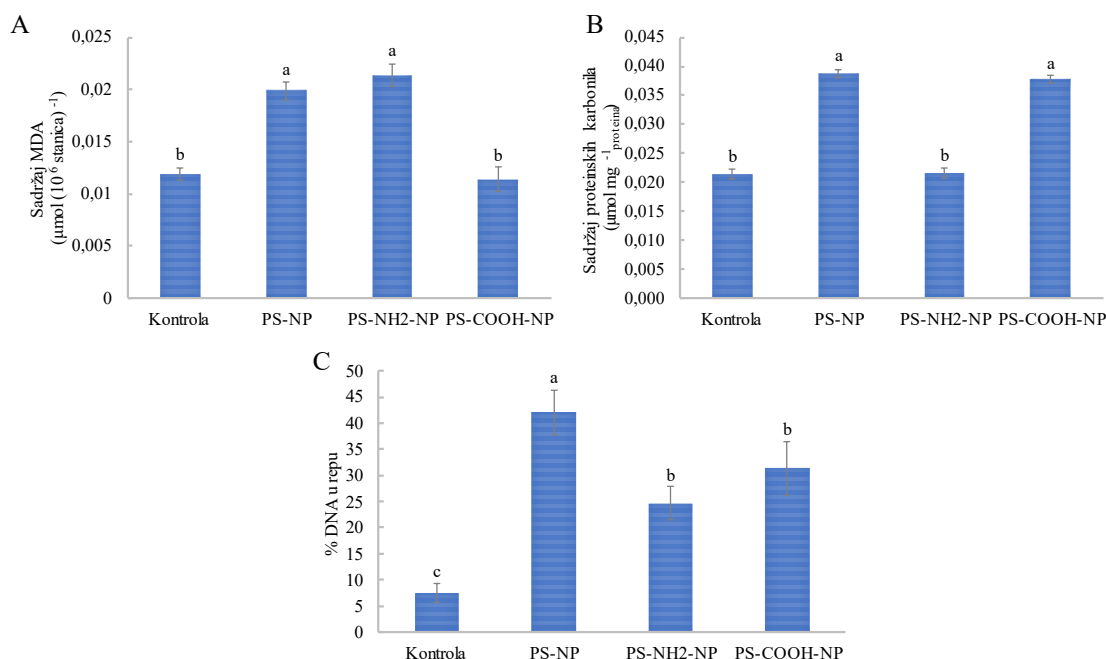 A
Sadržaj MDA
(µmol (10⁶ stanica) ⁻¹)
0,025
0,02
0,015
0,01
0,005
0
b
a
a
b
Kontrola PS-NP PS-NH2-NP PS-COOH-NP
B
Sadržaj proteinskih karbonila
(µmol mg ⁻¹proteina)
0,045
0,040
0,035
0,030
0,025
0,020
0,015
0,010
0,005
0,000
b
a
b
a
Kontrola PS-NP PS-NH2-NP PS-COOH-NP
C
% DNA u repu
50
45
40
35
30
25
20
15
10
5
0
c
a
b
b
Kontrola PS-NP PS-NH2-NP PS-COOH-NP